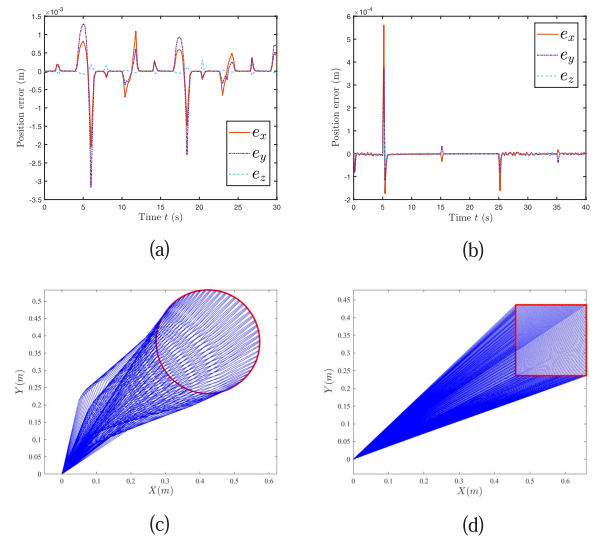 ×10⁻³
1.5
1
0.5
0
-0.5
-1
-1.5
-2
-2.5
-3
-3.5
Position error (m)
e_x
e_y
e_z
0 5 10 15 20 25 30
Time t (s)
(a)
×10⁻⁴
6
5
4
3
2
1
0
-1
-2
Position error (m)
e_x
e_y
e_z
0 5 10 15 20 25 30 35 40
Time t (s)
(b)
0.5
0.45
0.4
0.35
0.3
0.25
0.2
0.15
0.1
0.05
0
Y(m)
0 0.1 0.2 0.3 0.4 0.5 0.6
X(m)
(c)
0.45
0.4
0.35
0.3
0.25
0.2
0.15
0.1
0.05
0
Y(m)
0 0.1 0.2 0.3 0.4 0.5 0.6
X(m)
(d)